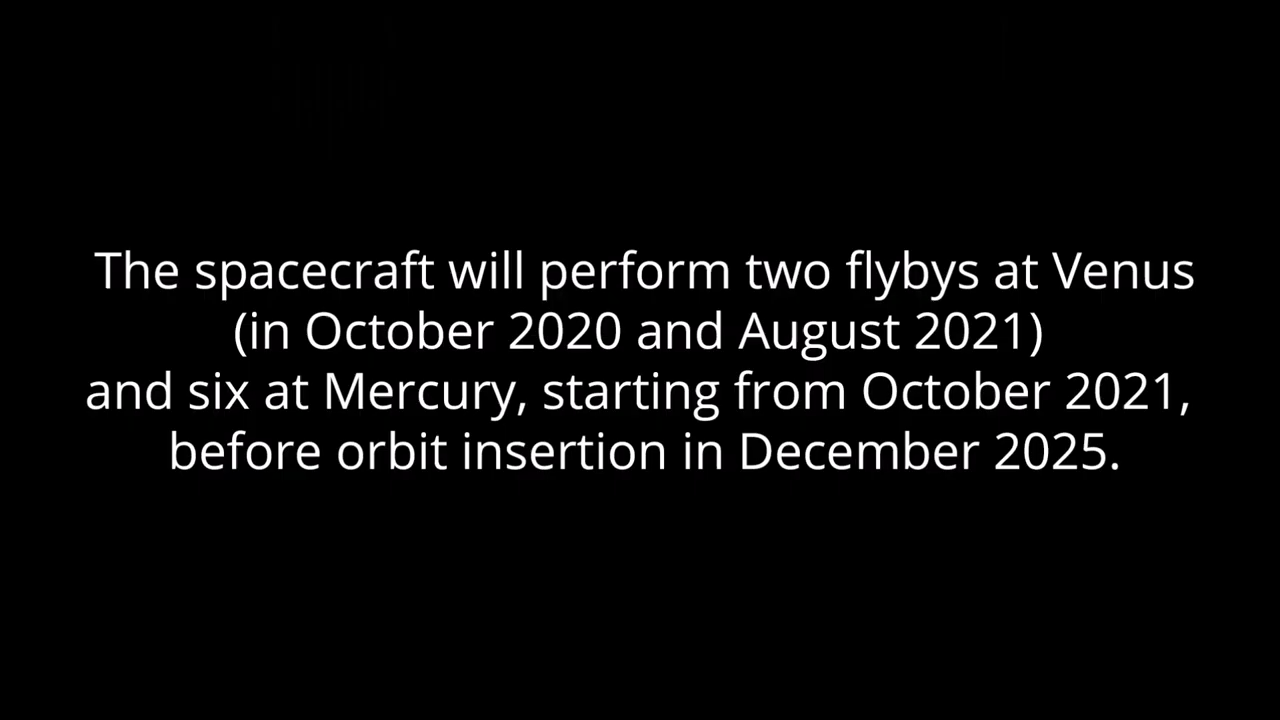 The spacecraft will perform two flybys at Venus
(in October 2020 and August 2021)
and six at Mercury, starting from October 2021,
before orbit insertion in December 2025.